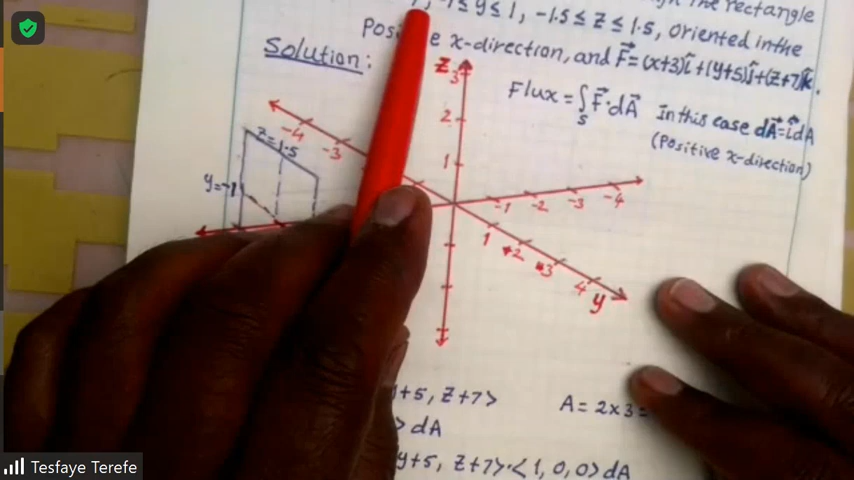 the rectangle
-1≤y≤1, -1.5≤z≤1.5, oriented in the
positive x-direction, and F⃗=(x+3)î+(y+5)ĵ+(z+7)k̂.
Solution:
Flux = ∫ₛ F⃗·dA⃗
In this case dA⃗=îdA
(Positive x-direction)
z
3
2
1
-4
-3
z=1.5
y=-1
-1 -2 -3 -4
1 2 3 4
y
y+5, z+7>
> dA
y+5, z+7>·<1,0,0>dA
A= 2x3=
Tesfaye Terefe